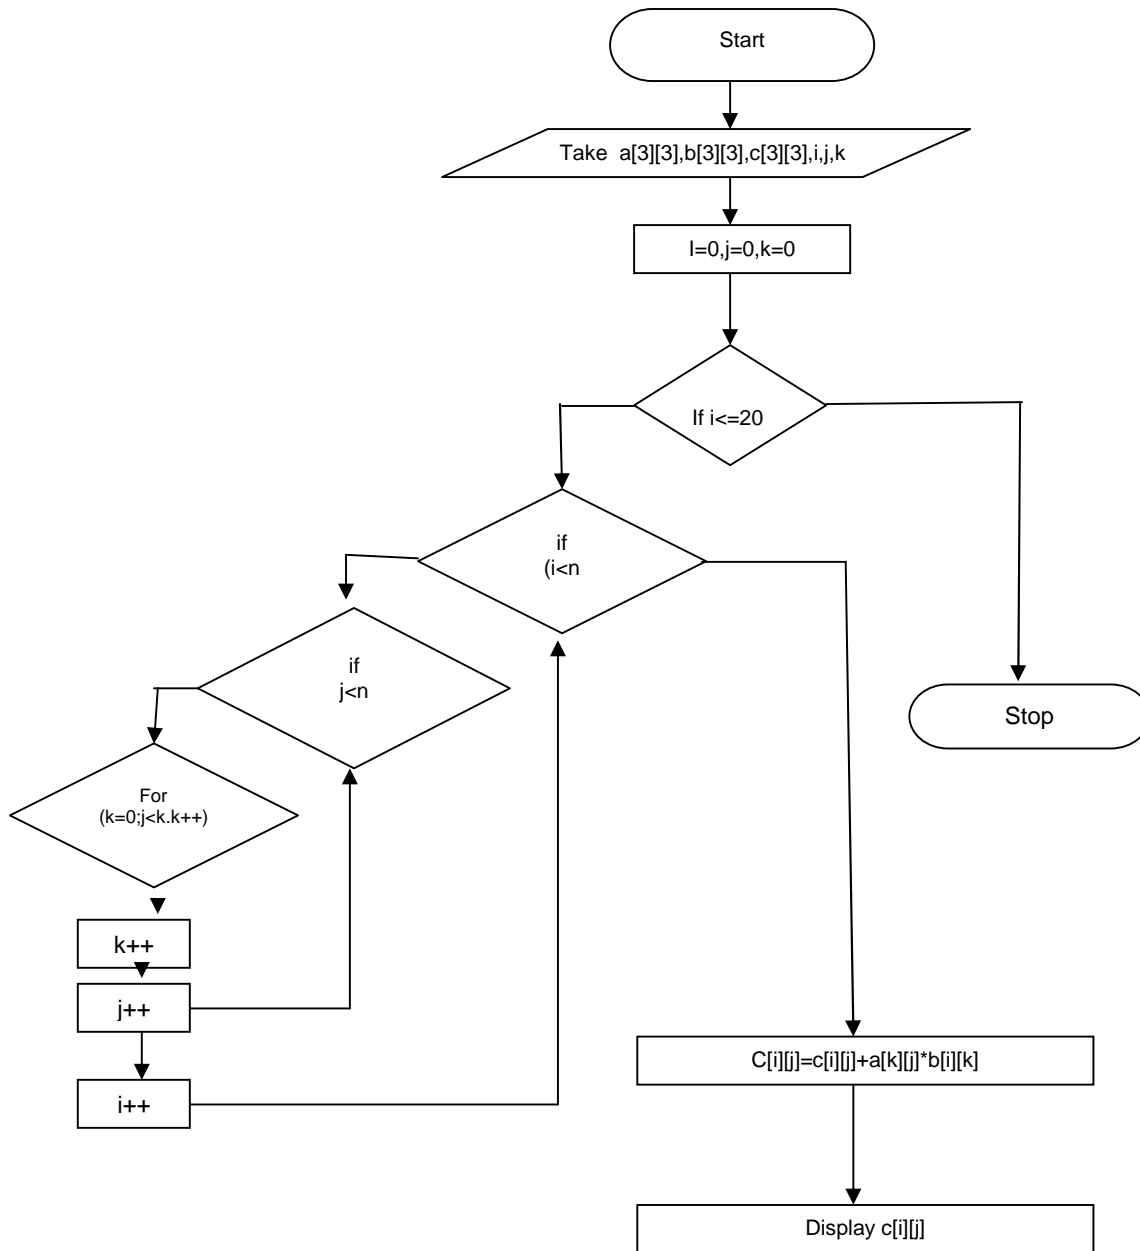 Start
Take  a[3][3],b[3][3],c[3][3],i,j,k
I=0,j=0,k=0
If i<=20
if
(i<n
if
j<n
Stop
For
(k=0;j<k.k++)
k++
j++
i++
C[i][j]=c[i][j]+a[k][j]*b[i][k]
Display c[i][j]